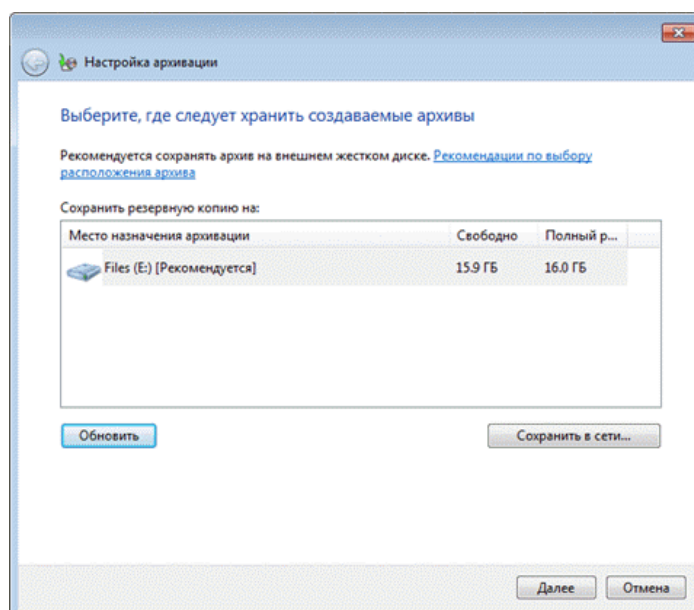 Настройка архивации
Выберите, где следует хранить создаваемые архивы
Рекомендуется сохранять архив на внешнем жестком диске. Рекомендации по выбору
расположения архива
Сохранить резервную копию на:
Место назначения архивации Свободно Полный р...
Files (E:) [Рекомендуется] 15.9 ГБ 16.0 ГБ
Обновить Сохранить в сети...
Далее Отмена